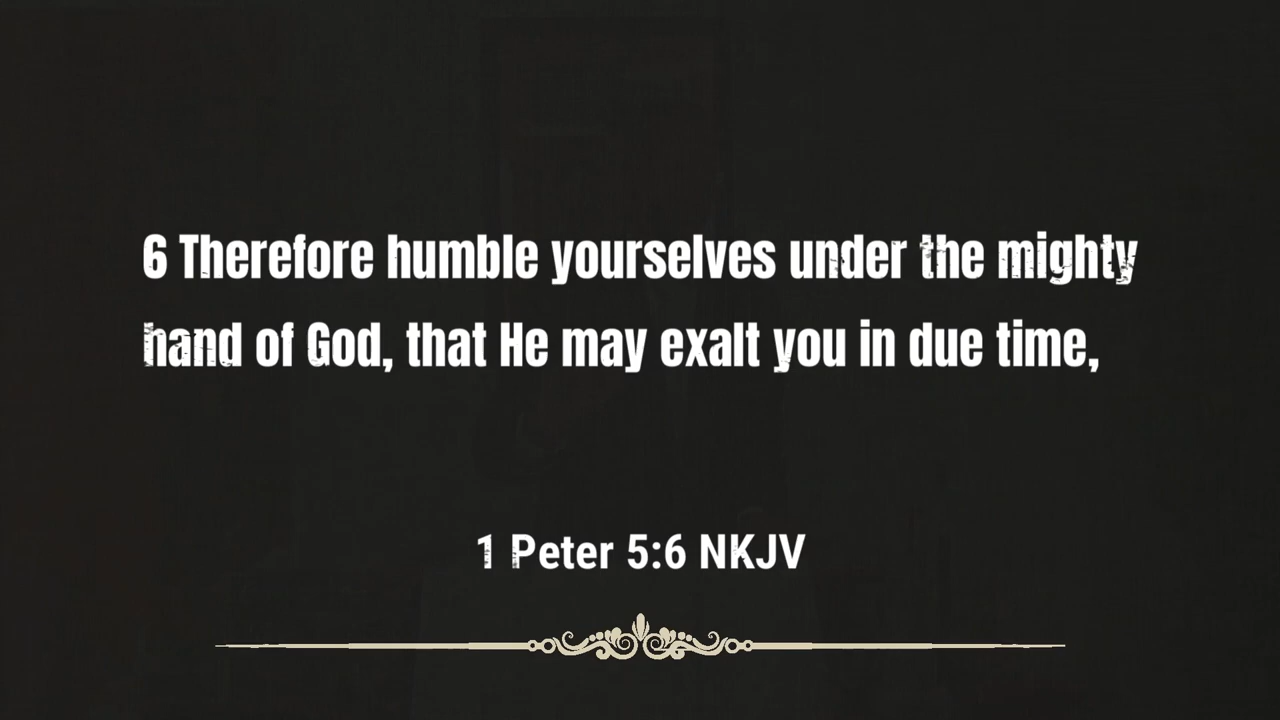 6 Therefore humble yourselves under the mighty
hand of God, that He may exalt you in due time,
1 Peter 5:6 NKJV